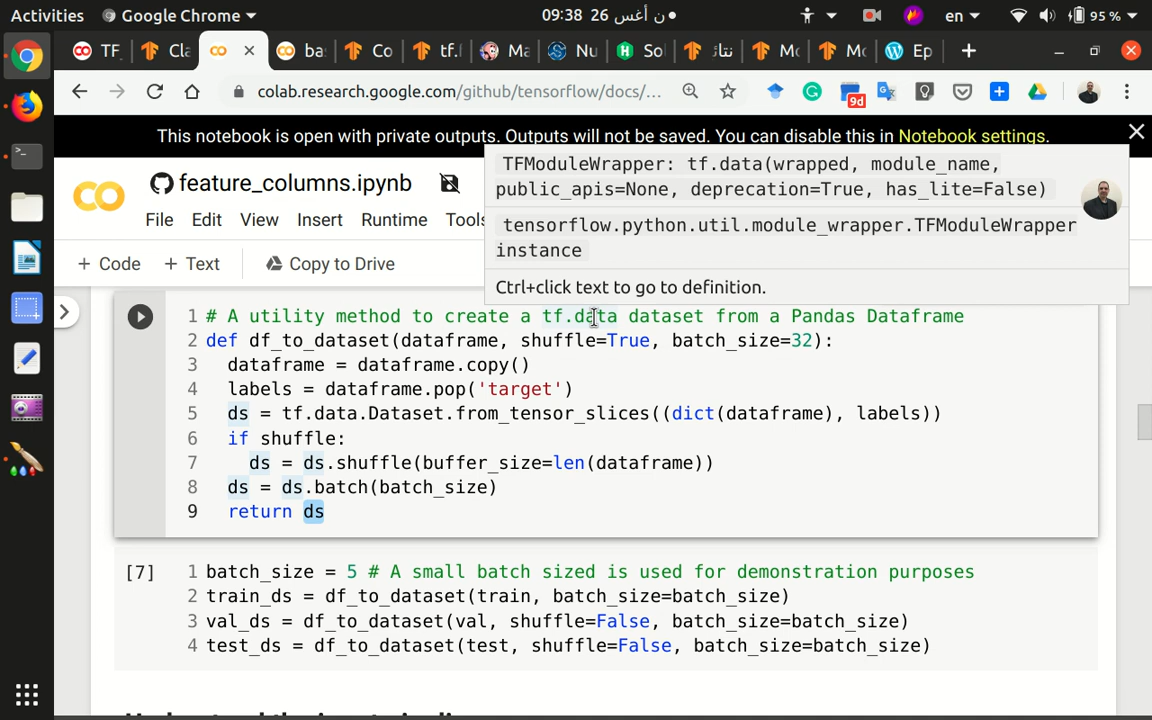 Activities Google Chrome ن أغس 26 09:38 en 95 %
TF Cla ba: Co tf.l Ma Nu So نتائـ Mo Mo Ep
colab.research.google.com/github/tensorflow/docs/... 9d
This notebook is open with private outputs. Outputs will not be saved. You can disable this in Notebook settings.
feature_columns.ipynb
File Edit View Insert Runtime Tools
+ Code + Text Copy to Drive
TFModuleWrapper: tf.data(wrapped, module_name,
public_apis=None, deprecation=True, has_lite=False)
tensorflow.python.util.module_wrapper.TFModuleWrapper
instance
Ctrl+click text to go to definition.
1 # A utility method to create a tf.data dataset from a Pandas Dataframe
2 def df_to_dataset(dataframe, shuffle=True, batch_size=32):
3 dataframe = dataframe.copy()
4 labels = dataframe.pop('target')
5 ds = tf.data.Dataset.from_tensor_slices((dict(dataframe), labels))
6 if shuffle:
7 ds = ds.shuffle(buffer_size=len(dataframe))
8 ds = ds.batch(batch_size)
9 return ds
[7] 1 batch_size = 5 # A small batch sized is used for demonstration purposes
2 train_ds = df_to_dataset(train, batch_size=batch_size)
3 val_ds = df_to_dataset(val, shuffle=False, batch_size=batch_size)
4 test_ds = df_to_dataset(test, shuffle=False, batch_size=batch_size)